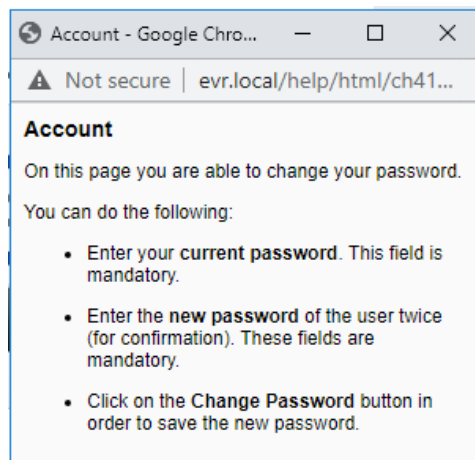 Account - Google Chro...
Not secure | evr.local/help/html/ch41...
Account
On this page you are able to change your password.
You can do the following:
• Enter your current password. This field is
mandatory.
• Enter the new password of the user twice
(for confirmation). These fields are
mandatory.
• Click on the Change Password button in
order to save the new password.